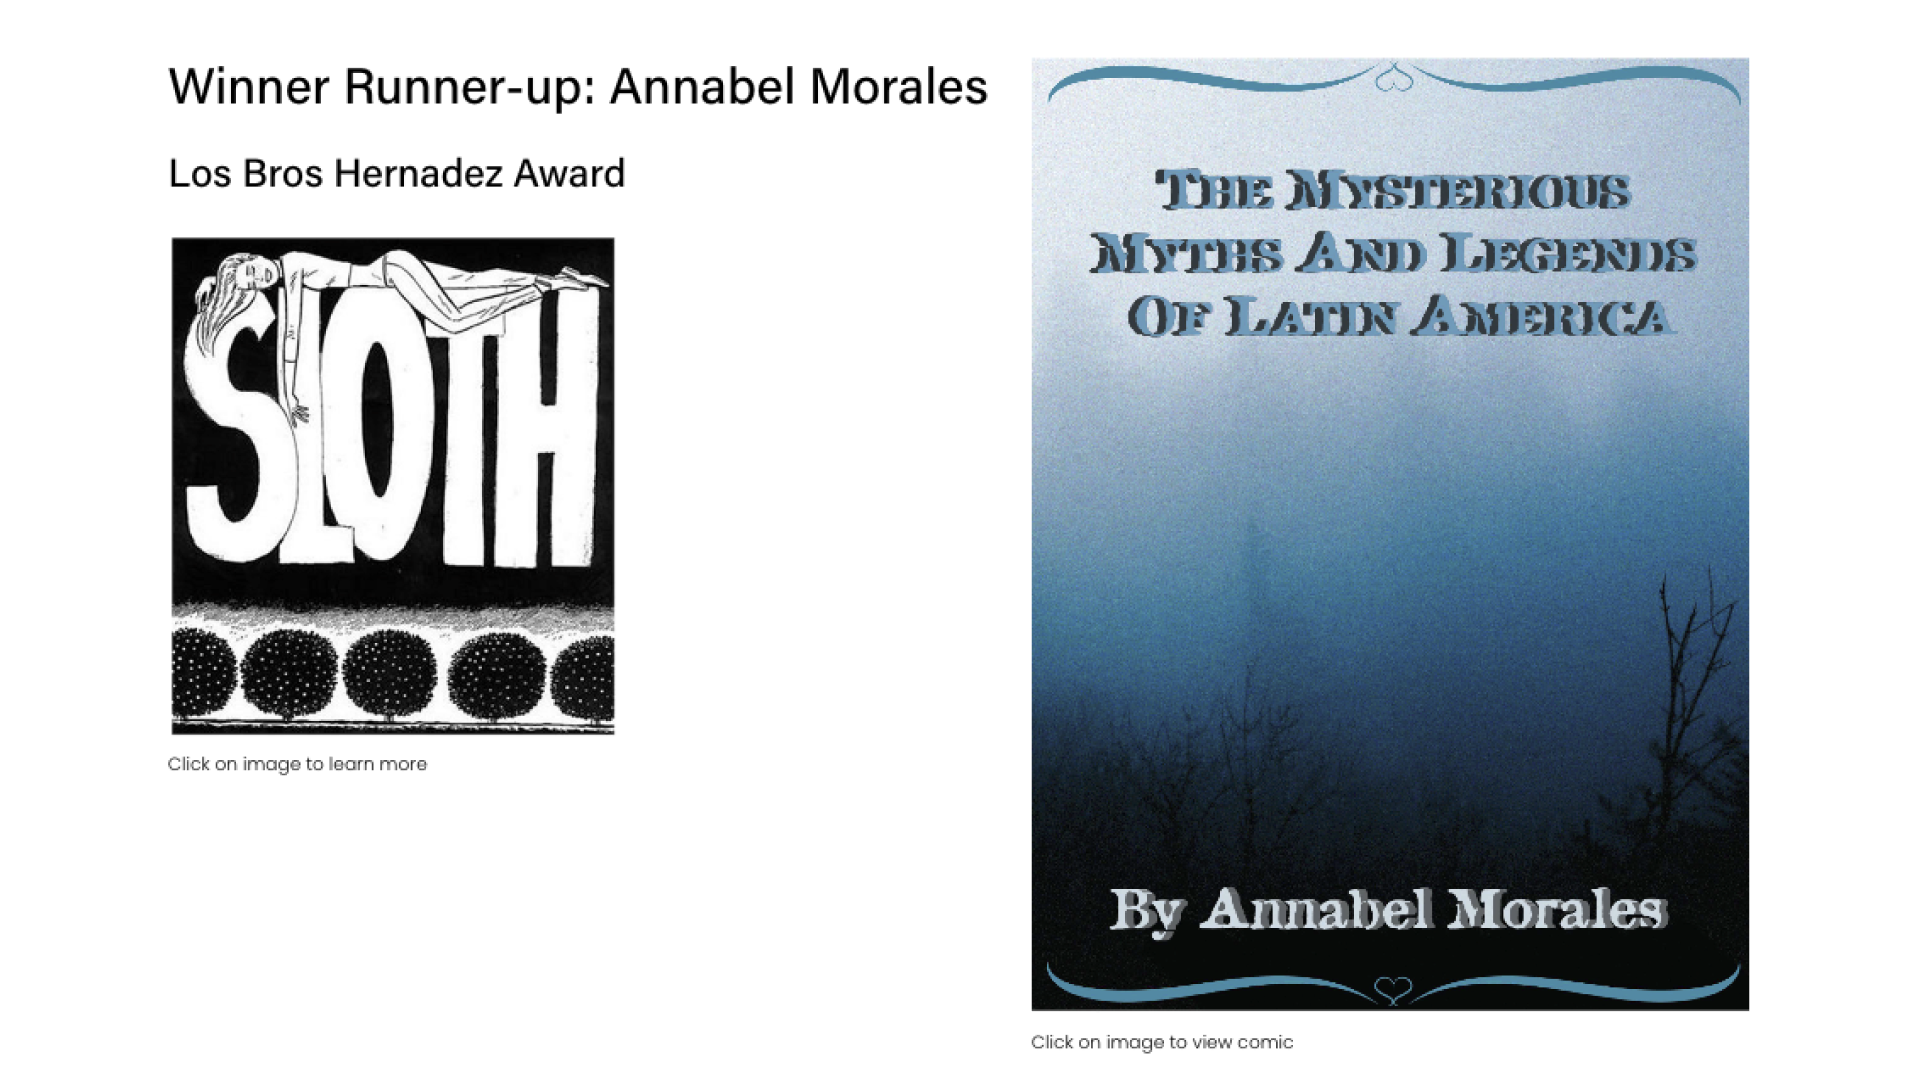 Winner Runner-up: Annabel Morales
Los Bros Hernadez Award
SLOTH
Click on image to learn more
The Mysterious
Myths And Legends
Of Latin America
By Annabel Morales
Click on image to view comic